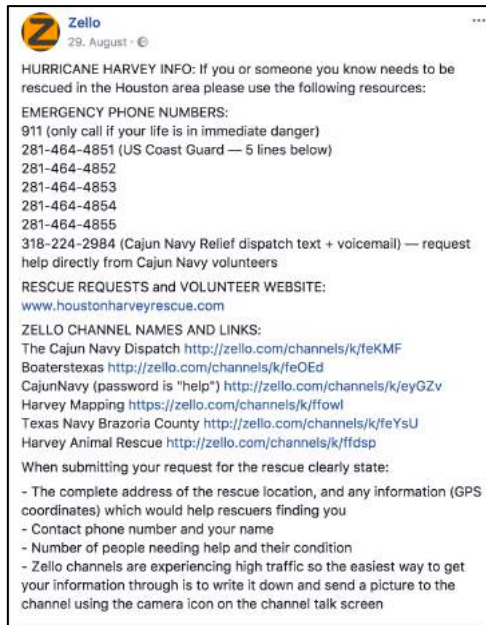 Zello
29. August ·
HURRICANE HARVEY INFO: If you or someone you know needs to be
rescued in the Houston area please use the following resources:
EMERGENCY PHONE NUMBERS:
911 (only call if your life is in immediate danger)
281-464-4851 (US Coast Guard — 5 lines below)
281-464-4852
281-464-4853
281-464-4854
281-464-4855
318-224-2984 (Cajun Navy Relief dispatch text + voicemail) — request
help directly from Cajun Navy volunteers
RESCUE REQUESTS and VOLUNTEER WEBSITE:
www.houstonharveyrescue.com
ZELLO CHANNEL NAMES AND LINKS:
The Cajun Navy Dispatch http://zello.com/channels/k/feKMF
Boaterstexas http://zello.com/channels/k/feOEd
CajunNavy (password is "help") http://zello.com/channels/k/eyGZv
Harvey Mapping https://zello.com/channels/k/ffowl
Texas Navy Brazoria County http://zello.com/channels/k/feYsU
Harvey Animal Rescue http://zello.com/channels/k/ffdsp
When submitting your request for the rescue clearly state:
- The complete address of the rescue location, and any information (GPS
coordinates) which would help rescuers finding you
- Contact phone number and your name
- Number of people needing help and their condition
- Zello channels are experiencing high traffic so the easiest way to get
your information through is to write it down and send a picture to the
channel using the camera icon on the channel talk screen